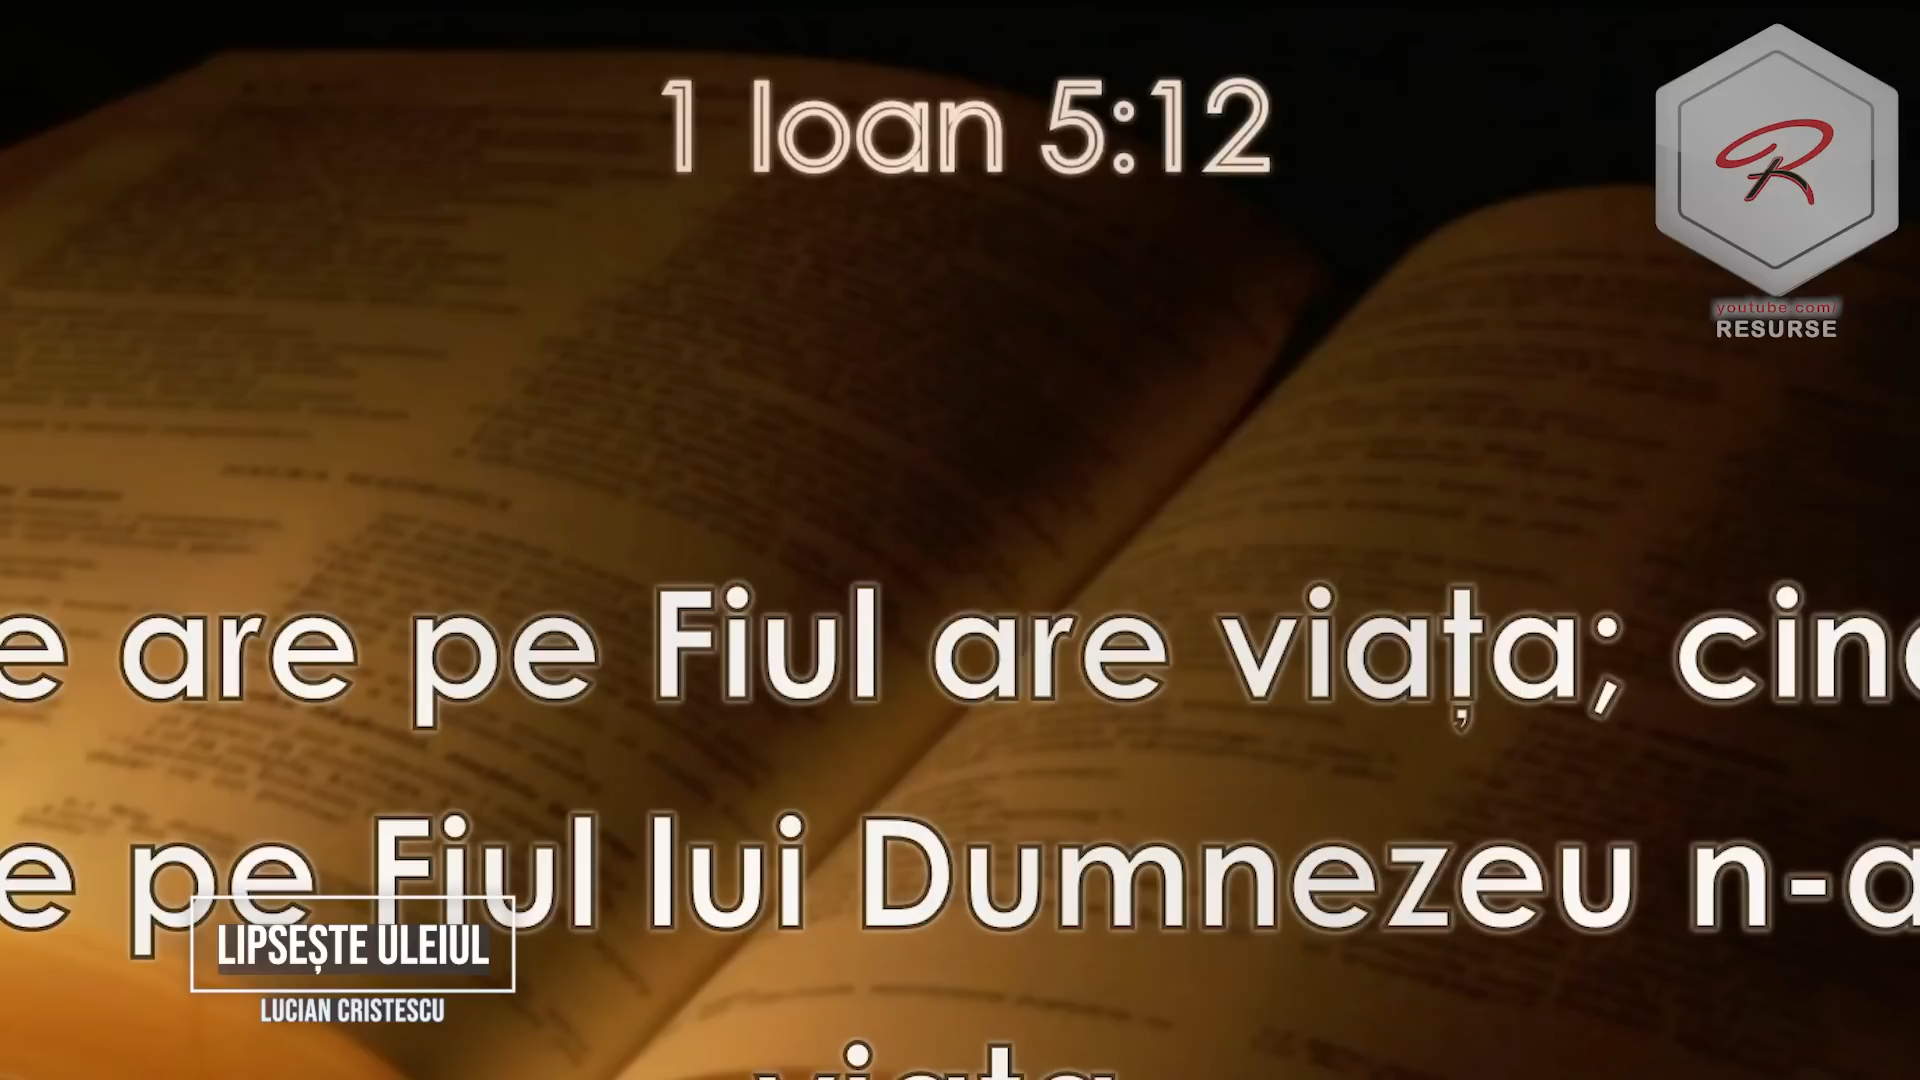 1 Ioan 5:12
youtube.com/
RESURSE
e are pe Fiul are viața; cin
e pe Fiul lui Dumnezeu n-a
LIPSEȘTE ULEIUL
LUCIAN CRISTESCU
viața